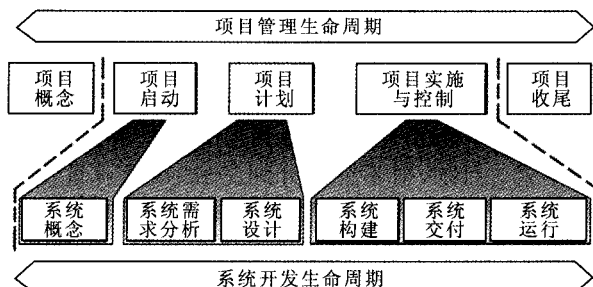 项目管理生命周期
项目
概念
项目
启动
项目
计划
项目实施
与控制
项目
收尾
系统
概念
系统需
求分析
系统
设计
系统
构建
系统
交付
系统
运行
系统开发生命周期